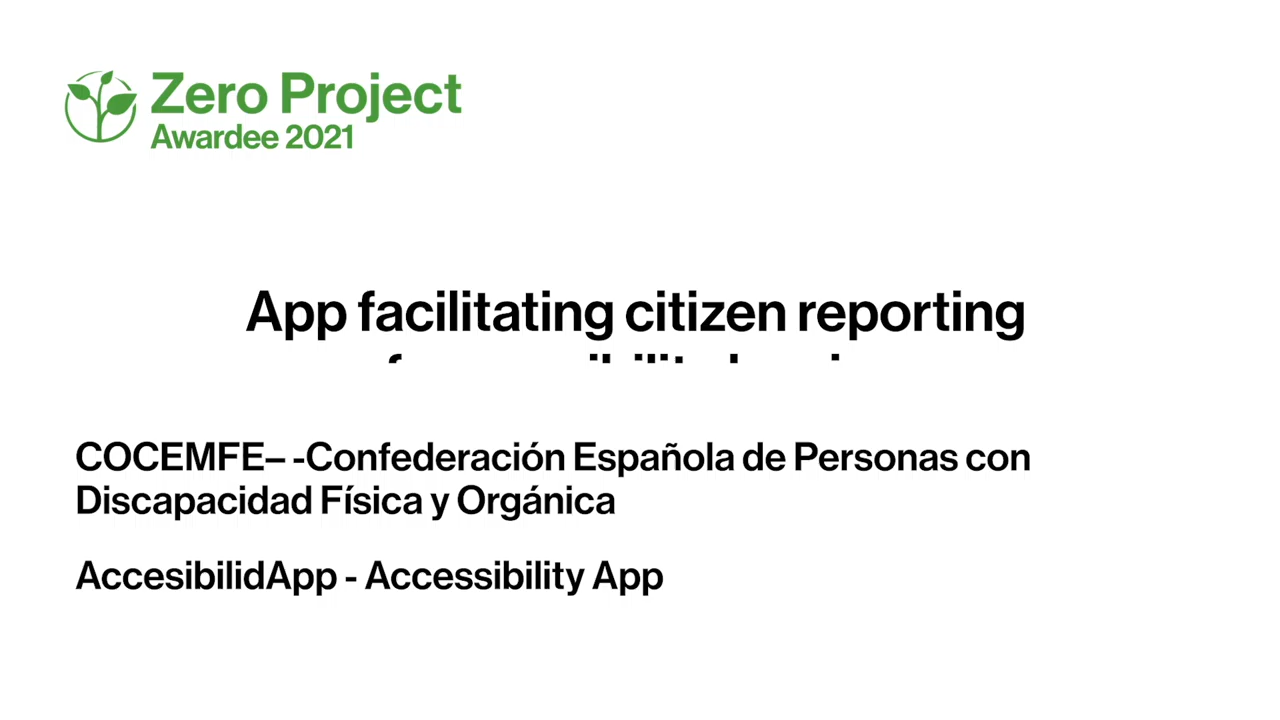 Zero Project
Awardee 2021
App facilitating citizen reporting
COCEMFE– -Confederación Española de Personas con
Discapacidad Física y Orgánica
AccesibilidApp - Accessibility App